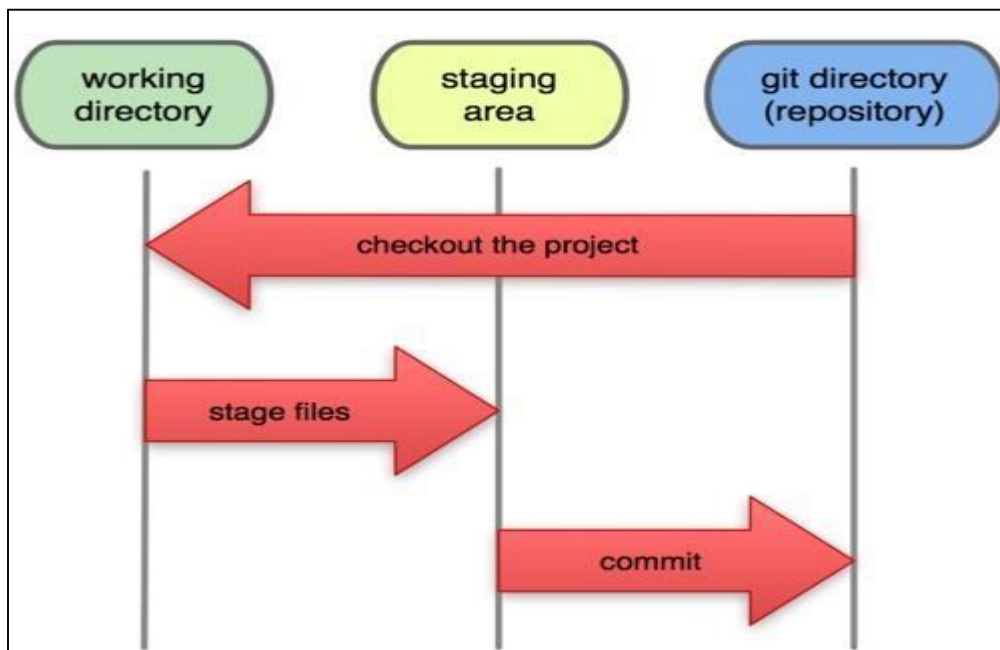 working
directory
staging
area
git directory
(repository)
checkout the project
stage files
commit